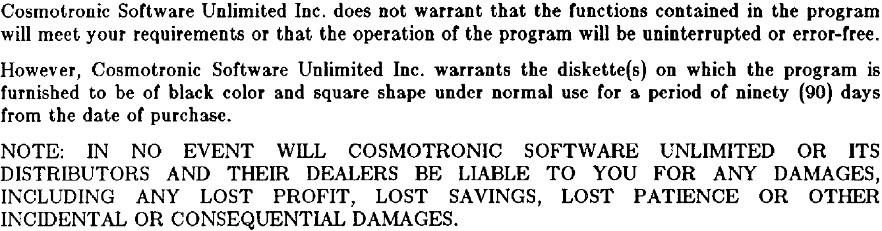 Cosmotronic Software Unlimited Inc. does not warrant that the functions contained in the program
will meet your requirements or that the operation of the program will be uninterrupted or error-free.
However, Cosmotronic Software Unlimited Inc. warrants the diskette(s) on which the program is
furnished to be of black color and square shape under normal use for a period of ninety (90) days
from the date of purchase.
NOTE: IN NO EVENT WILL COSMOTRONIC SOFTWARE UNLIMITED OR ITS
DISTRIBUTORS AND THEIR DEALERS BE LIABLE TO YOU FOR ANY DAMAGES,
INCLUDING ANY LOST PROFIT, LOST SAVINGS, LOST PATIENCE OR OTHER
INCIDENTAL OR CONSEQUENTIAL DAMAGES.